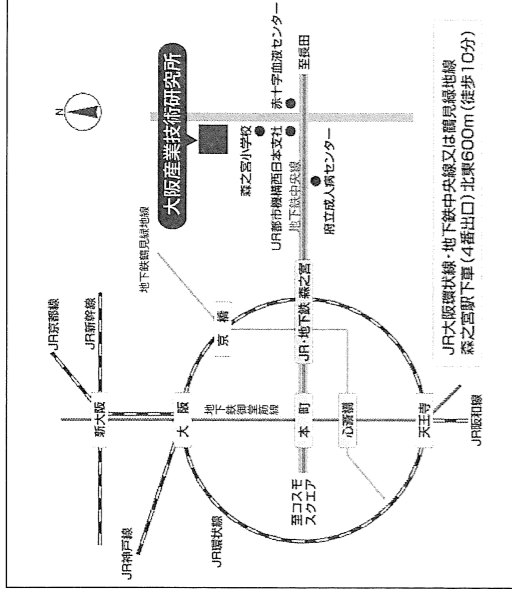 N
JR京都線
JR新幹線
新大阪
地下鉄鶴見緑地線
大阪産業技術研究所
JR神戸線
大阪
京橋
森之宮小学校
UR都市機構西日本支社
赤十字血液センター
JR環状線
地下鉄御堂筋線
地下鉄中央線
至コスモ
スクエア
本町
JR・地下鉄 森之宮
至長田
府立成人病センター
心斎橋
天王寺
JR阪和線
JR大阪環状線・地下鉄中央線又は鶴見緑地線
森之宮駅下車(4番出口)北東600m(徒歩10分)